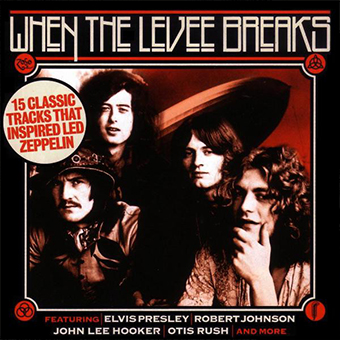 WHEN THE LEVEE BREAKS
15 CLASSIC
TRACKS THAT
INSPIRED LED
ZEPPELIN
FEATURING | ELVIS PRESLEY | ROBERT JOHNSON
JOHN LEE HOOKER | OTIS RUSH | AND MORE